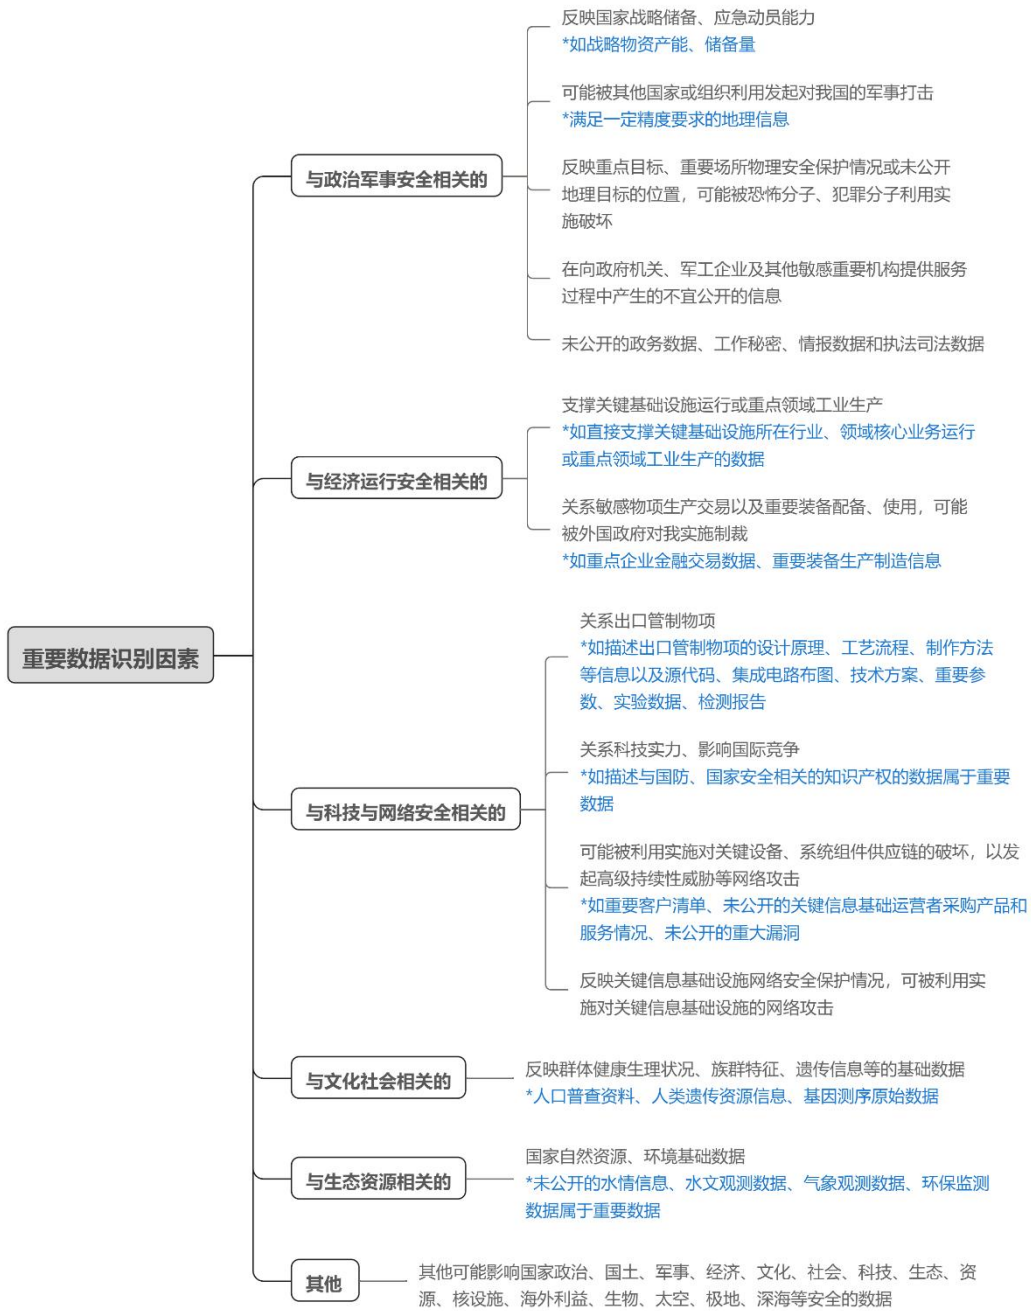 重要数据识别因素
与政治军事安全相关的
反映国家战略储备、应急动员能力
*如战略物资产能、储备量
可能被其他国家或组织利用发起对我国的军事打击
*满足一定精度要求的地理信息
反映重点目标、重要场所物理安全保护情况或未公开
地理目标的位置，可能被恐怖分子、犯罪分子利用实
施破坏
在向政府机关、军工企业及其他敏感重要机构提供服务
过程中产生的不宜公开的信息
未公开的政务数据、工作秘密、情报数据和执法司法数据
与经济运行安全相关的
支撑关键基础设施运行或重点领域工业生产
*如直接支撑关键基础设施所在行业、领域核心业务运行
或重点领域工业生产的数据
关系敏感物项生产交易以及重要装备配备、使用，可能
被外国政府对我实施制裁
*如重点企业金融交易数据、重要装备生产制造信息
与科技与网络安全相关的
关系出口管制物项
*如描述出口管制物项的设计原理、工艺流程、制作方法
等信息以及源代码、集成电路布图、技术方案、重要参
数、实验数据、检测报告
关系科技实力、影响国际竞争
*如描述与国防、国家安全相关的知识产权的数据属于重要
数据
可能被利用实施对关键设备、系统组件供应链的破坏，以发
起高级持续性威胁等网络攻击
*如重要客户清单、未公开的关键信息基础运营者采购产品和
服务情况、未公开的重大漏洞
反映关键信息基础设施网络安全保护情况，可被利用实
施对关键信息基础设施的网络攻击
与文化社会相关的
反映群体健康生理状况、族群特征、遗传信息等的基础数据
*人口普查资料、人类遗传资源信息、基因测序原始数据
与生态资源相关的
国家自然资源、环境基础数据
*未公开的水情信息、水文观测数据、气象观测数据、环保监测
数据属于重要数据
其他
其他可能影响国家政治、国土、军事、经济、文化、社会、科技、生态、资
源、核设施、海外利益、生物、太空、极地、深海等安全的数据